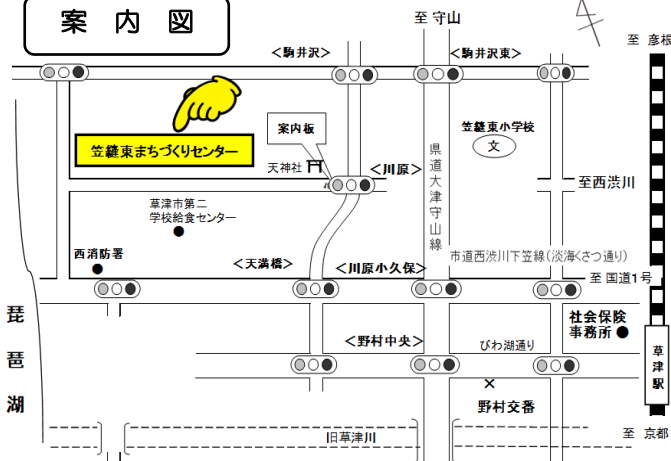 案 内 図
至 守山
至 彦根
＜駒井沢＞
＜駒井沢東＞
笠縫東まちづくりセンター
案内板
天神社
＜川原＞
笠縫東小学校
文
県道大津守山線
至西渋川
草津市第二
学校給食センター
西消防署
＜天満橋＞
＜川原小久保＞
市道西渋川下笠線(淡海くさつ通り)
至 国道1号
社会保険
事務所
琵琶湖
＜野村中央＞
びわ湖通り
野村交番
草津駅
旧草津川
至 京都